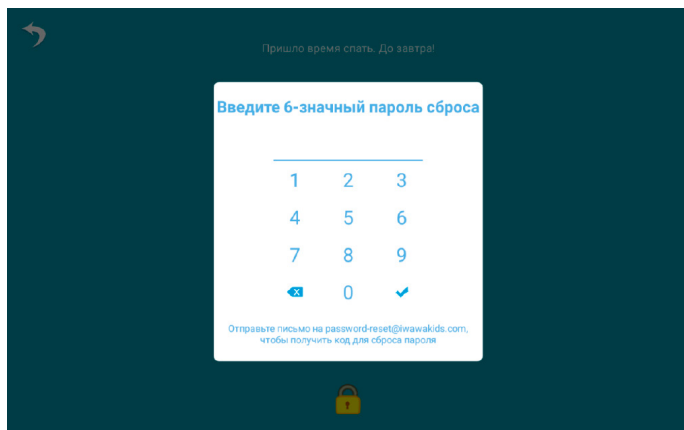 Пришло время спать. До завтра!
Введите 6-значный пароль сброса
1 2 3
4 5 6
7 8 9
0
Отправьте письмо на password-reset@iwawakids.com,
чтобы получить код для сброса пароля